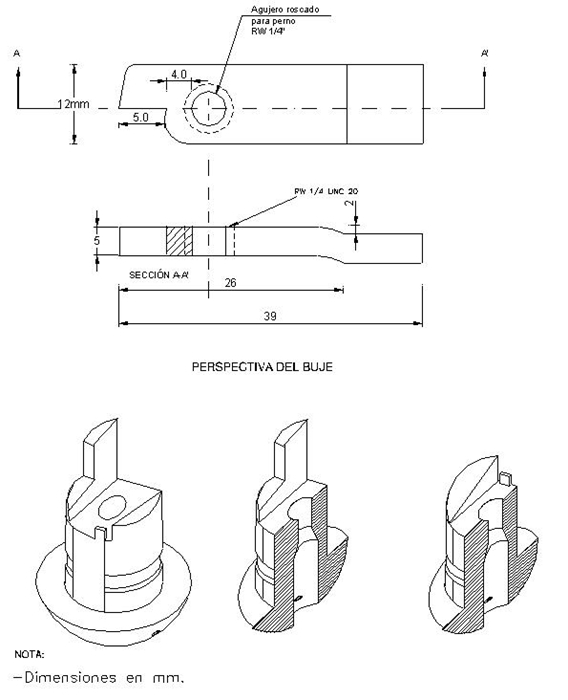 Agujero roscado
para perno
RW 1/4"
A
A'
4.0
12mm
5.0
RW 1/4 UNC 20
2
5
SECCIÓN A-A'
26
39
PERSPECTIVA DEL BUJE
NOTA:
-Dimensiones en mm.